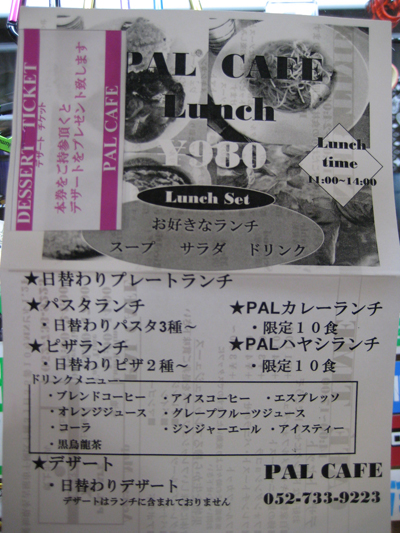 DESSERT TICKET
デザート チケット
本券をご持参頂くと
デザートをプレゼント致します
PAL CAFE
PAL CAFE
Lunch
¥980
Lunch
time
11:00~14:00
Lunch Set
お好きなランチ
スープ サラダ ドリンク
★日替わりプレートランチ
★パスタランチ
・日替わりパスタ3種～
★ピザランチ
・日替わりピザ２種～
★PALカレーランチ
・限定１０食
★PALハヤシランチ
・限定１０食
ドリンクメニュー
・ブレンドコーヒー ・アイスコーヒー ・エスプレッソ
・オレンジジュース ・グレープフルーツジュース
・コーラ ・ジンジャーエール ・アイスティー
・黒烏龍茶
★デザート
・日替わりデザート
デザートはランチに含まれておりません
PAL CAFE
052-733-9223